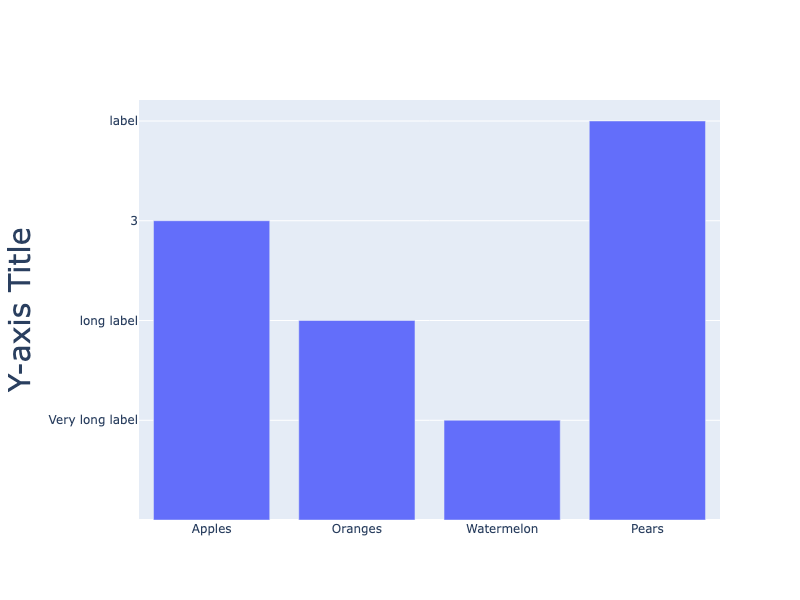 label
3
long label
Very long label
Y-axis Title
Apples
Oranges
Watermelon
Pears